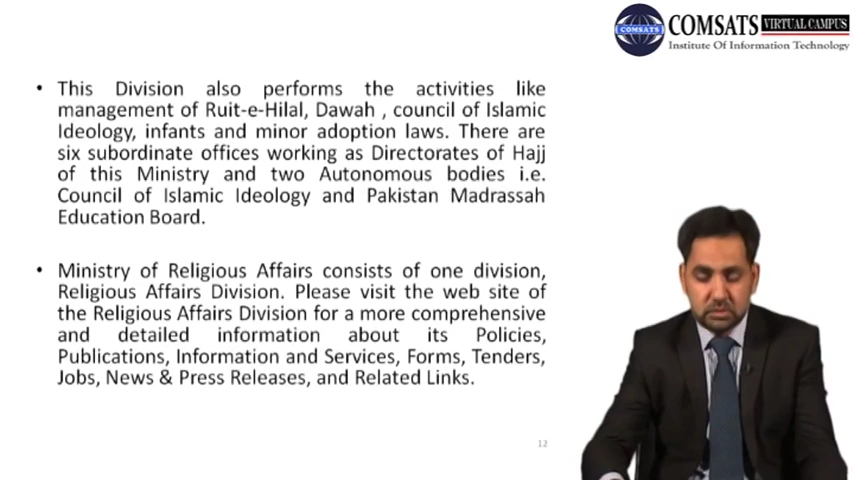 COMSATS VIRTUAL CAMPUS
COMSATS
Institute Of Information Technology
• This Division also performs the activities like
management of Ruit-e-Hilal, Dawah , council of Islamic
Ideology, infants and minor adoption laws. There are
six subordinate offices working as Directorates of Hajj
of this Ministry and two Autonomous bodies i.e.
Council of Islamic Ideology and Pakistan Madrassah
Education Board.
• Ministry of Religious Affairs consists of one division,
Religious Affairs Division. Please visit the web site of
the Religious Affairs Division for a more comprehensive
and detailed information about its Policies,
Publications, Information and Services, Forms, Tenders,
Jobs, News & Press Releases, and Related Links.
12